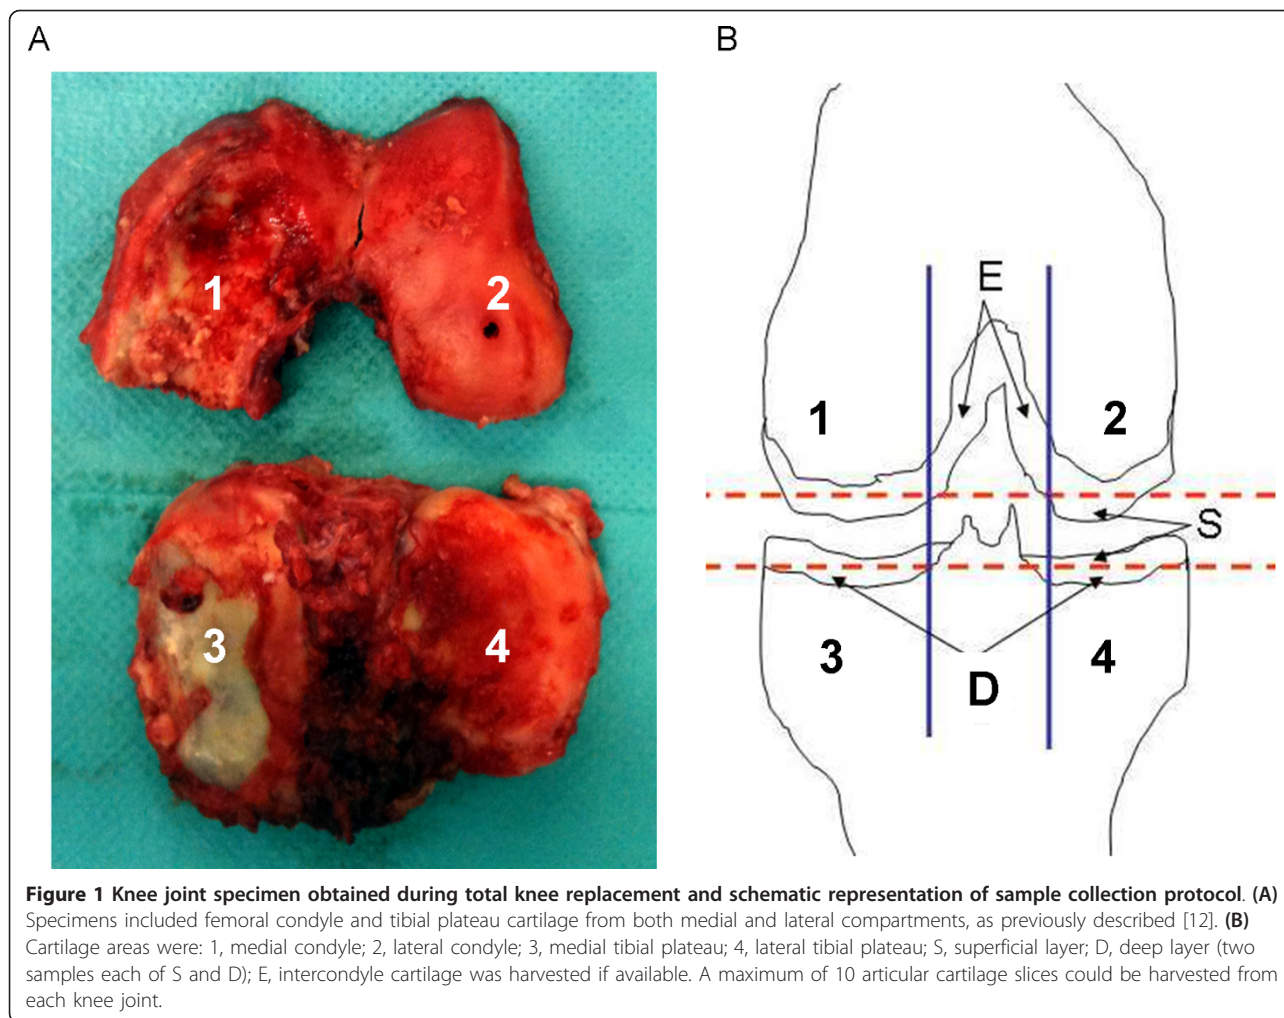 A
B
1
2
3
4
E
1
2
S
3
4
D
Figure 1 Knee joint specimen obtained during total knee replacement and schematic representation of sample collection protocol. (A)
Specimens included femoral condyle and tibial plateau cartilage from both medial and lateral compartments, as previously described [12]. (B)
Cartilage areas were: 1, medial condyle; 2, lateral condyle; 3, medial tibial plateau; 4, lateral tibial plateau; S, superficial layer; D, deep layer (two
samples each of S and D); E, intercondyle cartilage was harvested if available. A maximum of 10 articular cartilage slices could be harvested from
each knee joint.